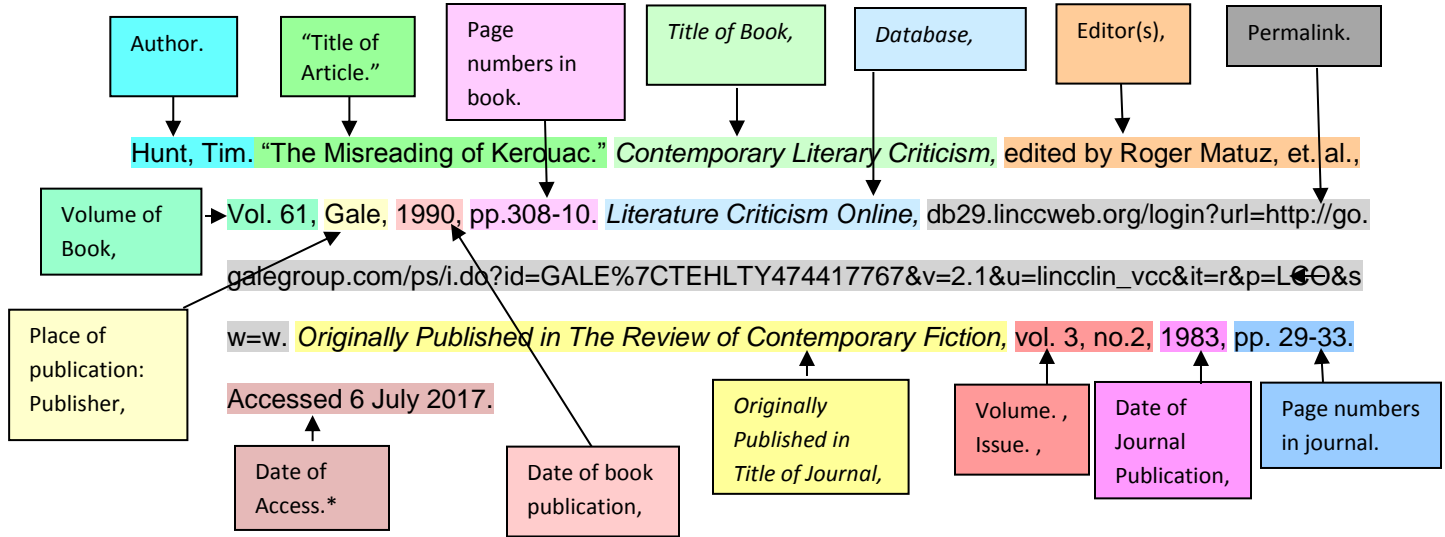 Author.
“Title of
Article.”
Page
numbers in
book.
Title of Book,
Database,
Editor(s),
Permalink.
Hunt, Tim. “The Misreading of Kerouac.” Contemporary Literary Criticism, edited by Roger Matuz, et. al.,
Volume of
Book,
Vol. 61, Gale, 1990, pp.308-10. Literature Criticism Online, db29.linccweb.org/login?url=http://go.
galegroup.com/ps/i.do?id=GALE%7CTEHLTY474417767&v=2.1&u=lincclin_vcc&it=r&p=LCO&s
Place of
publication:
Publisher,
w=w. Originally Published in The Review of Contemporary Fiction, vol. 3, no.2, 1983, pp. 29-33.
Accessed 6 July 2017.
Date of
Access.*
Date of book
publication,
Originally
Published in
Title of Journal,
Volume. ,
Issue. ,
Date of
Journal
Publication,
Page numbers
in journal.